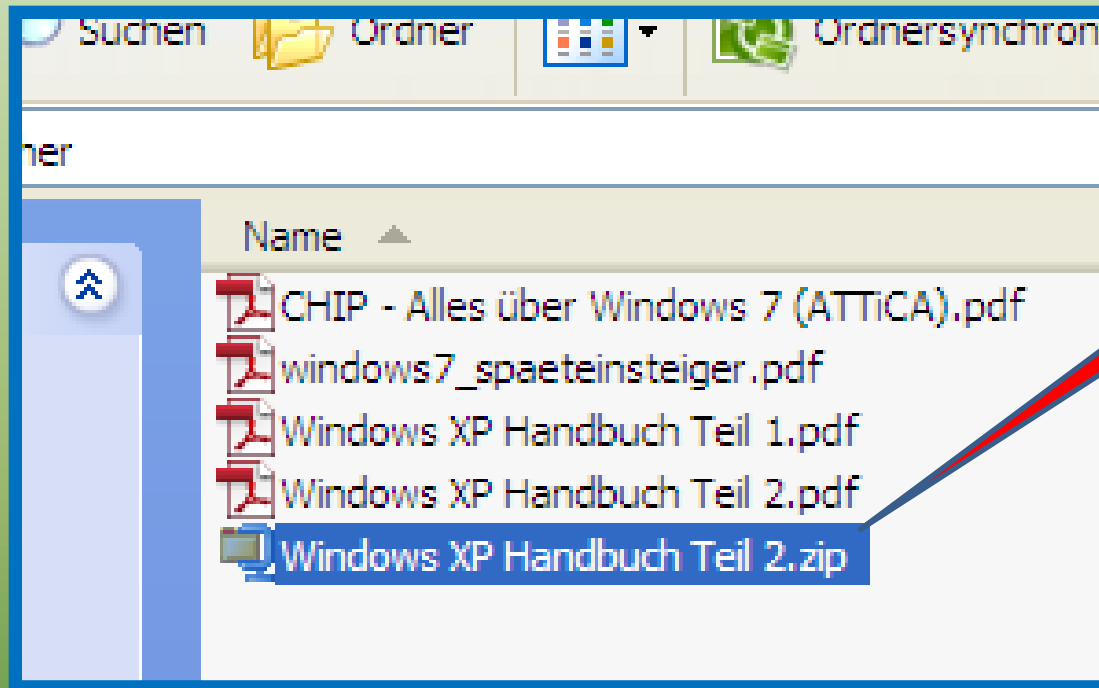 Suchen Ordner Ordnersynchron
ner
Name
CHIP - Alles über Windows 7 (ATTiCA).pdf
windows7_spaeteinsteiger.pdf
Windows XP Handbuch Teil 1.pdf
Windows XP Handbuch Teil 2.pdf
Windows XP Handbuch Teil 2.zip